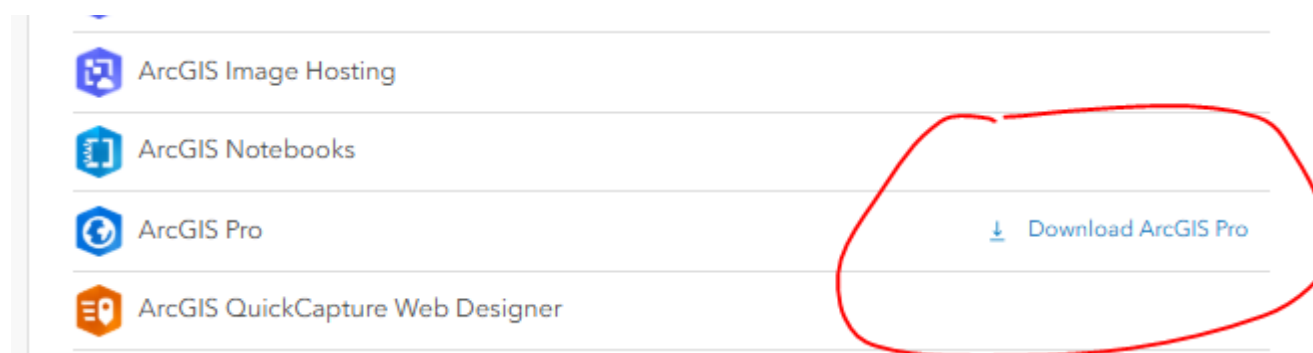 ArcGIS Image Hosting
ArcGIS Notebooks
ArcGIS Pro
Download ArcGIS Pro
ArcGIS QuickCapture Web Designer